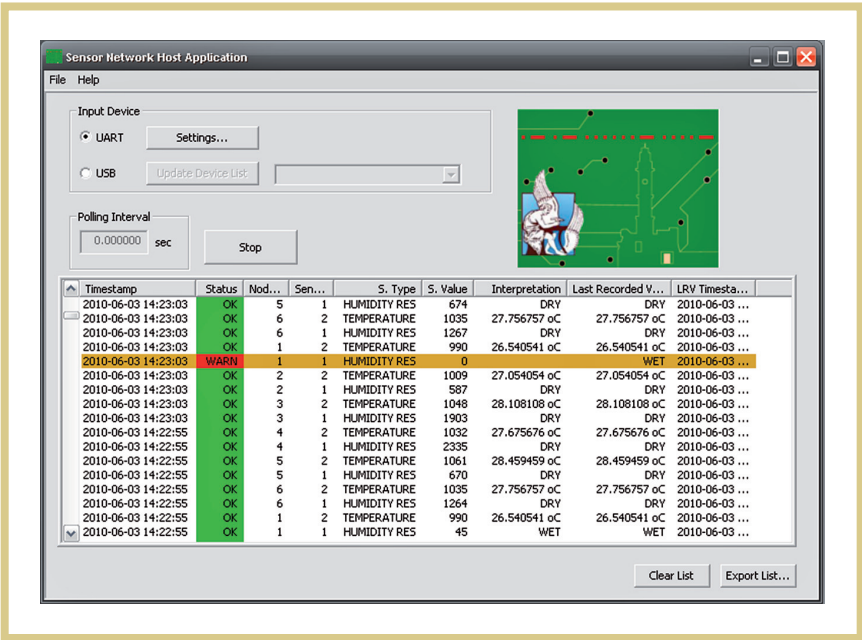 Sensor Network Host Application
File Help
Input Device
UART Settings...
USB Update Device List
Polling Interval
0.000000 sec Stop
Timestamp Status Nod... Sen... S. Type S. Value Interpretation Last Recorded V... LRV Timesta...
2010-06-03 14:23:03 OK 5 1 HUMIDITY RES 674 DRY DRY 2010-06-03 ...
2010-06-03 14:23:03 OK 6 2 TEMPERATURE 1035 27.756757 oC 27.756757 oC 2010-06-03 ...
2010-06-03 14:23:03 OK 6 1 HUMIDITY RES 1267 DRY DRY 2010-06-03 ...
2010-06-03 14:23:03 OK 1 2 TEMPERATURE 990 26.540541 oC 26.540541 oC 2010-06-03 ...
2010-06-03 14:23:03 WARN 1 1 HUMIDITY RES 0 WET 2010-06-03 ...
2010-06-03 14:23:03 OK 2 2 TEMPERATURE 1009 27.054054 oC 27.054054 oC 2010-06-03 ...
2010-06-03 14:23:03 OK 2 1 HUMIDITY RES 587 DRY DRY 2010-06-03 ...
2010-06-03 14:23:03 OK 3 2 TEMPERATURE 1048 28.108108 oC 28.108108 oC 2010-06-03 ...
2010-06-03 14:23:03 OK 3 1 HUMIDITY RES 1903 DRY DRY 2010-06-03 ...
2010-06-03 14:22:55 OK 4 2 TEMPERATURE 1032 27.675676 oC 27.675676 oC 2010-06-03 ...
2010-06-03 14:22:55 OK 4 1 HUMIDITY RES 2335 DRY DRY 2010-06-03 ...
2010-06-03 14:22:55 OK 5 2 TEMPERATURE 1061 28.459459 oC 28.459459 oC 2010-06-03 ...
2010-06-03 14:22:55 OK 5 1 HUMIDITY RES 670 DRY DRY 2010-06-03 ...
2010-06-03 14:22:55 OK 6 2 TEMPERATURE 1035 27.756757 oC 27.756757 oC 2010-06-03 ...
2010-06-03 14:22:55 OK 6 1 HUMIDITY RES 1264 DRY DRY 2010-06-03 ...
2010-06-03 14:22:55 OK 1 2 TEMPERATURE 990 26.540541 oC 26.540541 oC 2010-06-03 ...
2010-06-03 14:22:55 OK 1 1 HUMIDITY RES 45 WET WET 2010-06-03 ...
Clear List Export List...